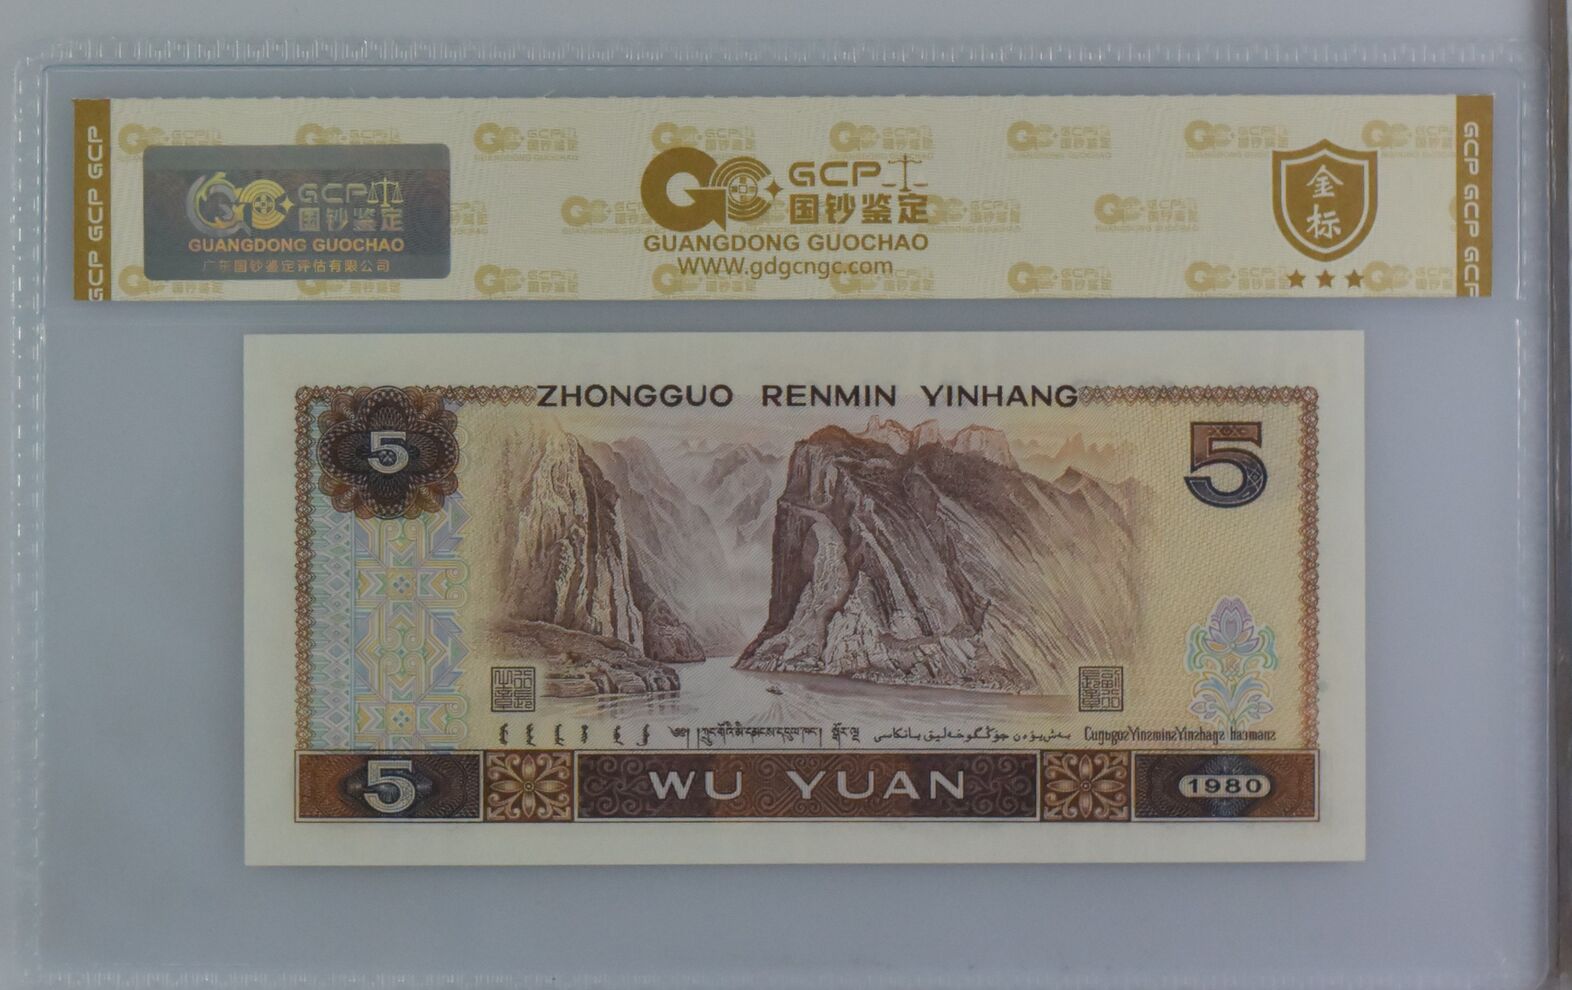 GCP GCP GCP
GCP 国钞鉴定
GUANGDONG GUOCHAO
广东国钞鉴定评估有限公司
GCP 国钞鉴定
GUANGDONG GUOCHAO
WWW.gdgcngc.com
金标
GCP GCP GCP
ZHONGGUO RENMIN YINHANG
5
5
5
WU YUAN
1980